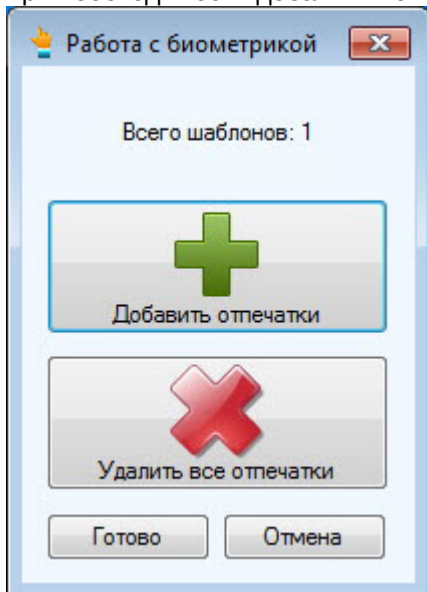 Работа с биометрикой
Всего шаблонов: 1
Добавить отпечатки
Удалить все отпечатки
Готово
Отмена